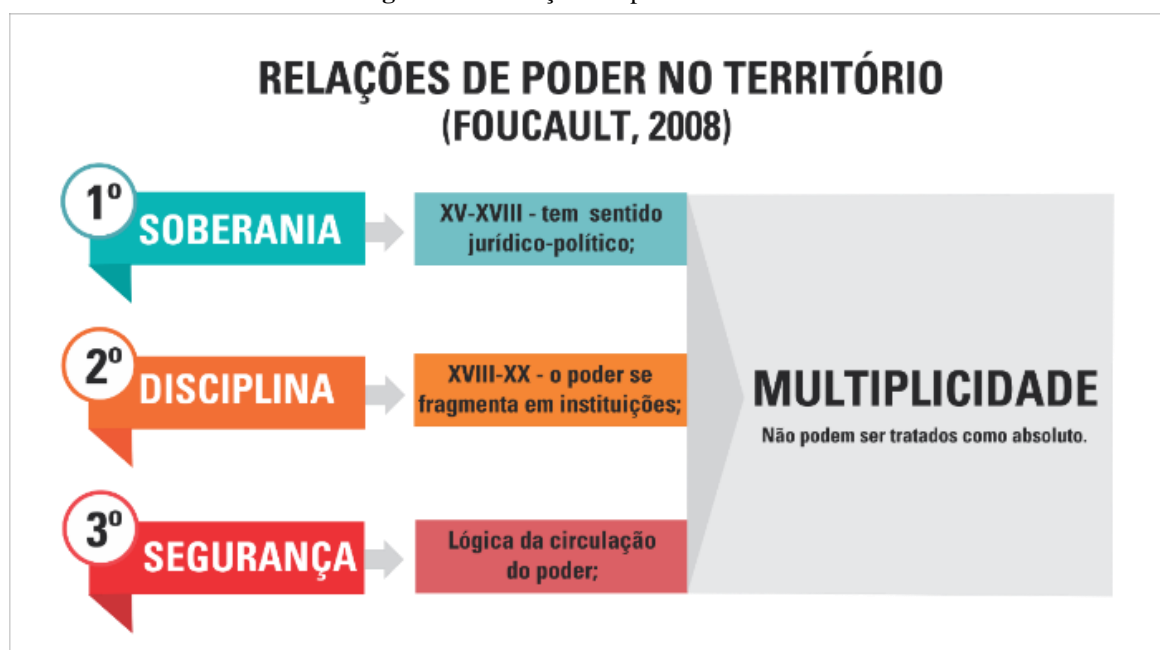 RELAÇÕES DE PODER NO TERRITÓRIO
(FOUCAULT, 2008)
1º
SOBERANIA
XV-XVIII - tem sentido
jurídico-político;
2º
DISCIPLINA
XVIII-XX - o poder se
fragmenta em instituições;
3º
SEGURANÇA
Lógica da circulação
do poder;
MULTIPLICIDADE
Não podem ser tratados como absoluto.